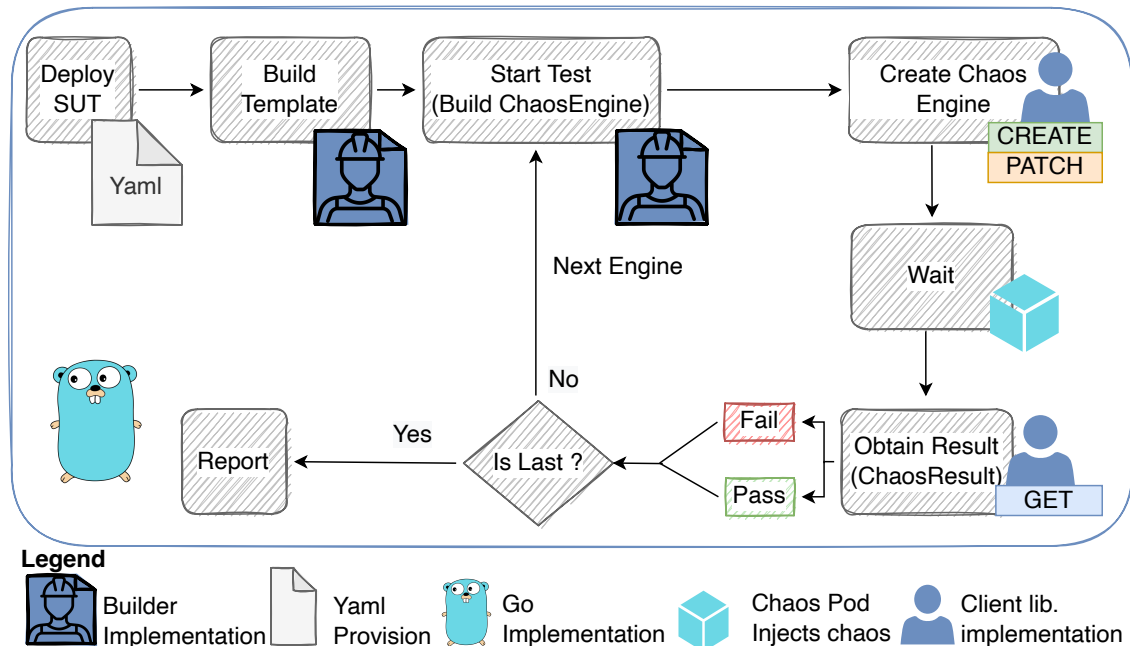 Deploy
SUT
Yaml
Build
Template
Start Test
(Build ChaosEngine)
Create Chaos
Engine
CREATE
PATCH
Next Engine
Wait
No
Yes
Report
Is Last ?
Fail
Pass
Obtain Result
(ChaosResult)
GET
Legend
Builder
Implementation
Yaml
Provision
Go
Implementation
Chaos Pod
Injects chaos
Client lib.
implementation